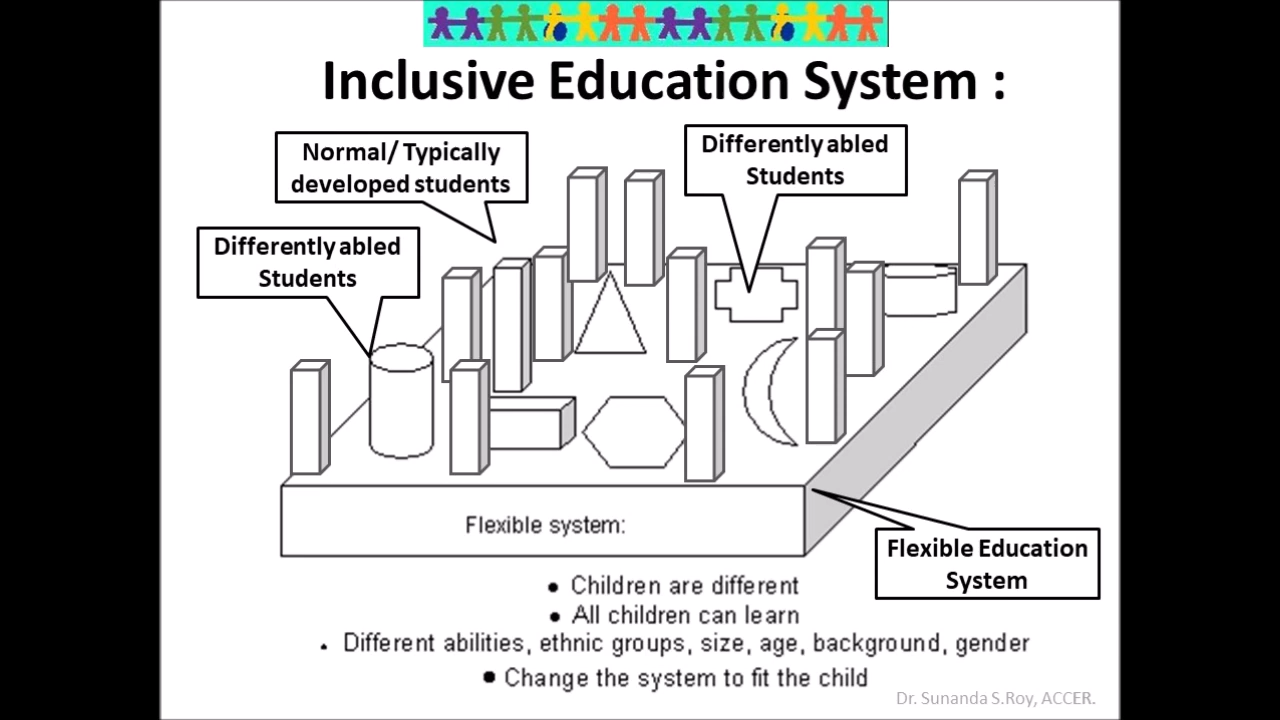 Inclusive Education System :
Normal/ Typically
developed students
Differently abled
Students
Differently abled
Students
Flexible system:
Flexible Education
System
• Children are different
• All children can learn
• Different abilities, ethnic groups, size, age, background, gender
• Change the system to fit the child
Dr. Sunanda S.Roy, ACCER.